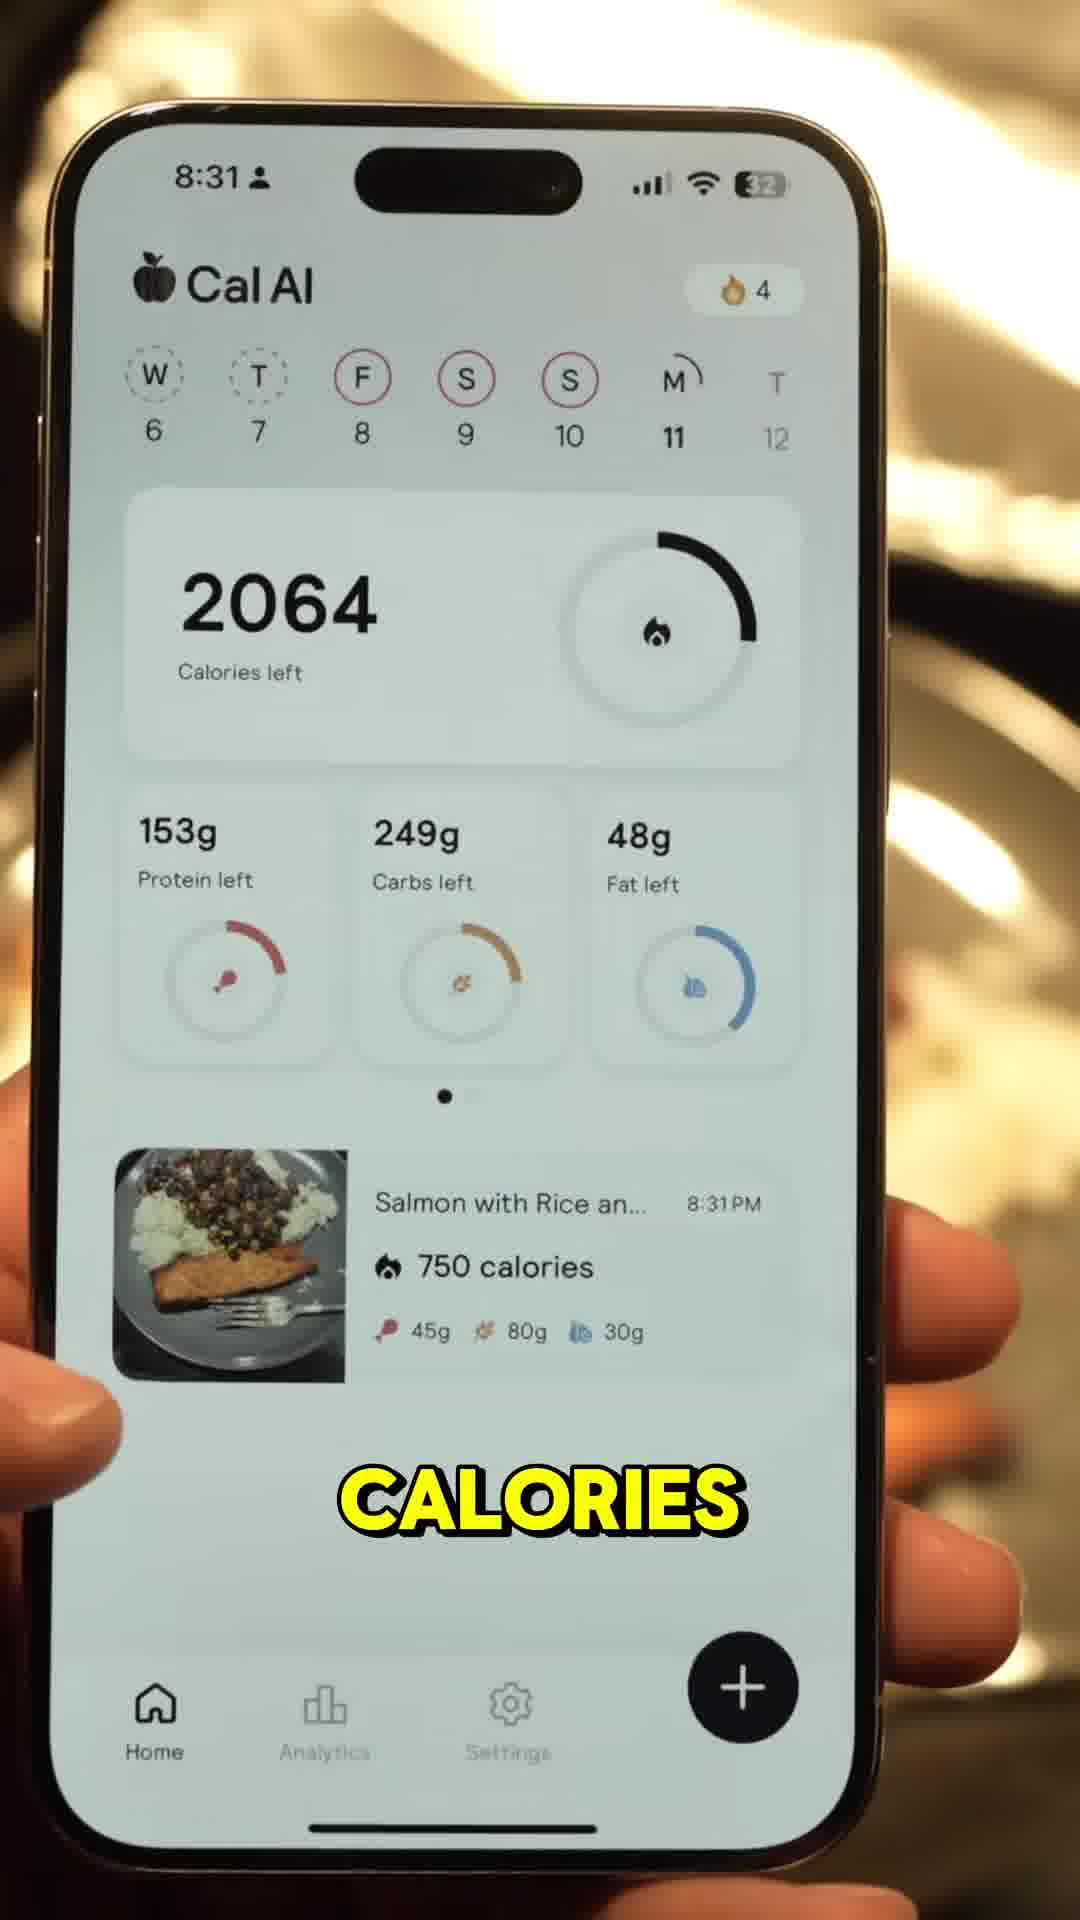 8:31 32
Cal AI 4
W T F S S M T
6 7 8 9 10 11 12
2064
Calories left
153g 249g 48g
Protein left Carbs left Fat left
Salmon with Rice an... 8:31 PM
750 calories
45g 80g 30g
CALORIES
Home Analytics Settings